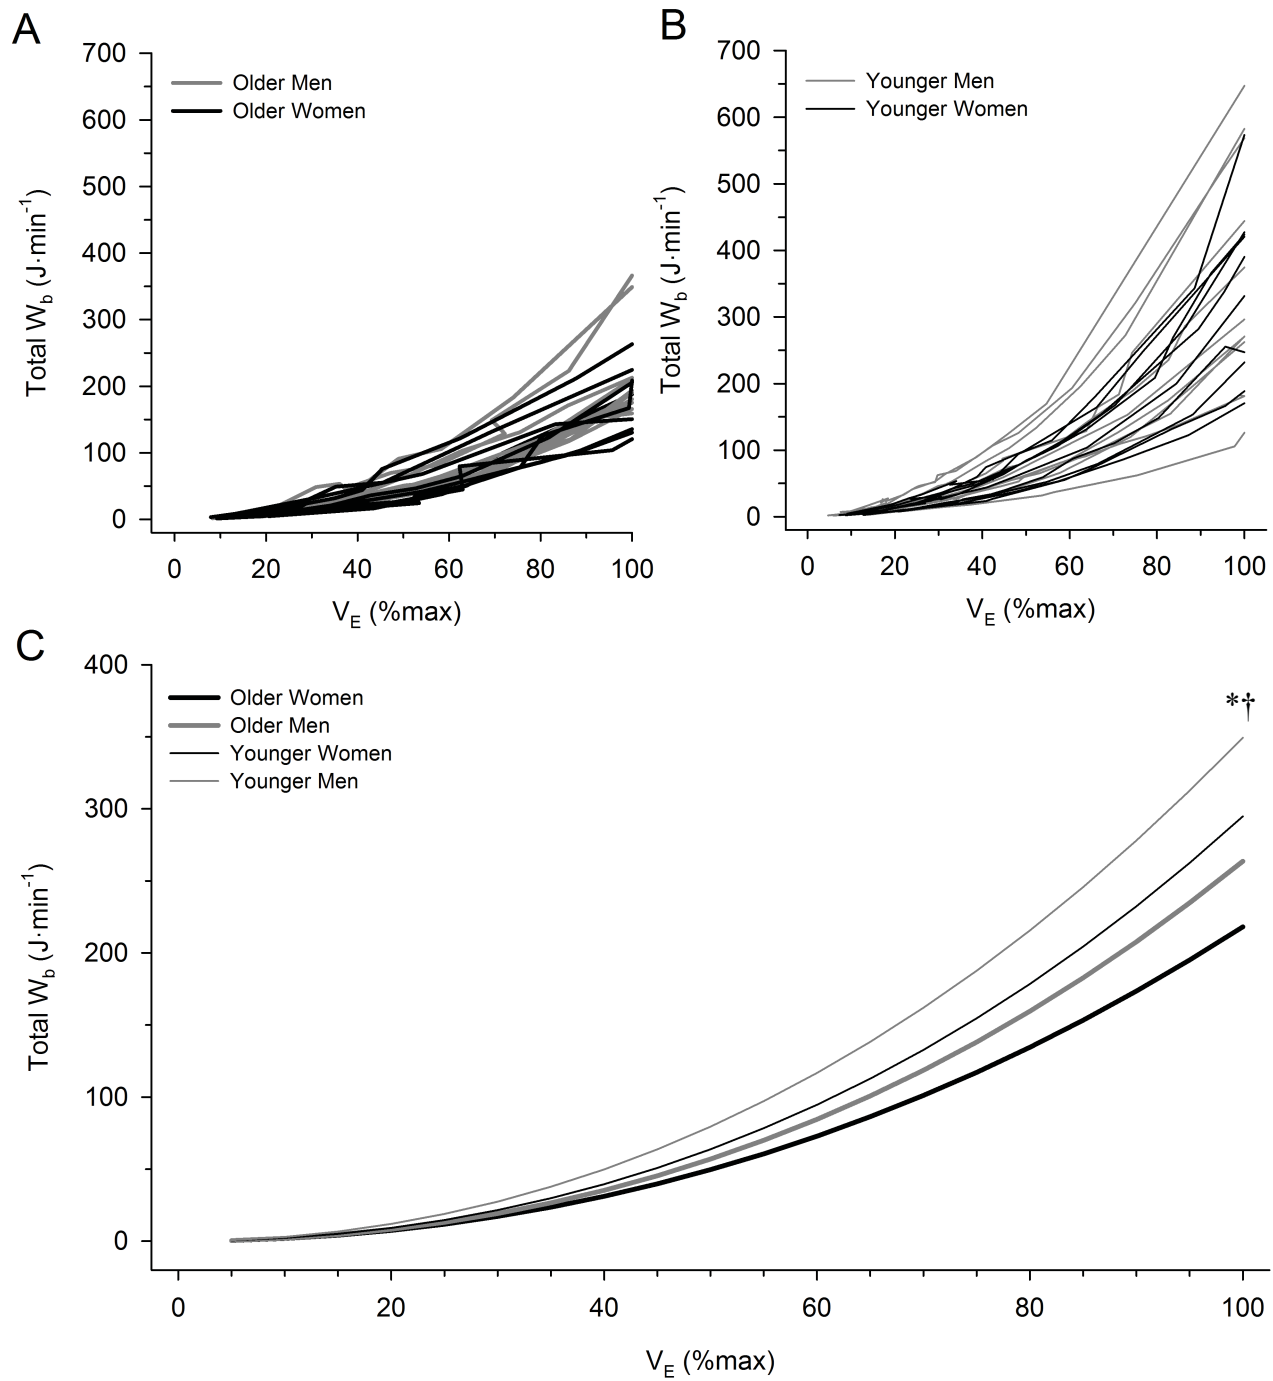 A
700
600
500
400
300
200
100
0
Total W_b (J·min⁻¹)
Older Men
Older Women
0 20 40 60 80 100
V_E (%max)
B
700
600
500
400
300
200
100
0
Total W_b (J·min⁻¹)
Younger Men
Younger Women
0 20 40 60 80 100
V_E (%max)
C
400
300
200
100
0
Total W_b (J·min⁻¹)
Older Women
Older Men
Younger Women
Younger Men
*†
0 20 40 60 80 100
V_E (%max)